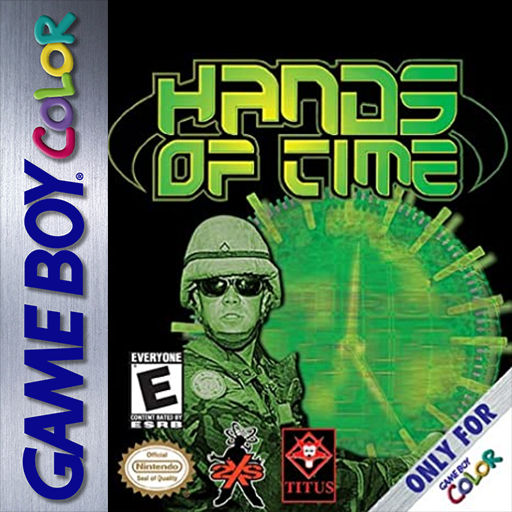 GAME BOY COLOR
®
HANDS
OF TIME
EVERYONE
E
CONTENT RATED BY
ESRB
Official
Nintendo
Seal of Quality
TITUS
ONLY FOR
GAME BOY
COLOR